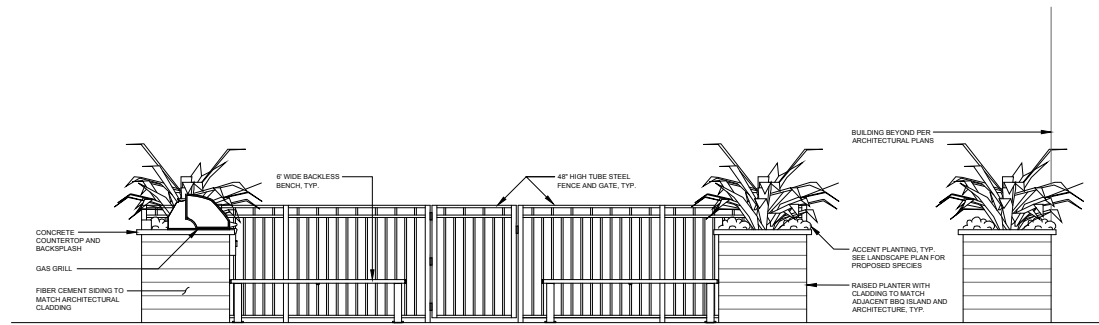 BUILDING BEYOND PER
ARCHITECTURAL PLANS
6' WIDE BACKLESS
BENCH, TYP.
48" HIGH TUBE STEEL
FENCE AND GATE, TYP.
CONCRETE
COUNTERTOP AND
BACKSPLASH
GAS GRILL
FIBER CEMENT SIDING TO
MATCH ARCHITECTURAL
CLADDING
ACCENT PLANTING, TYP.
SEE LANDSCAPE PLAN FOR
PROPOSED SPECIES
RAISED PLANTER WITH
CLADDING TO MATCH
ADJACENT BBQ ISLAND AND
ARCHITECTURE, TYP.